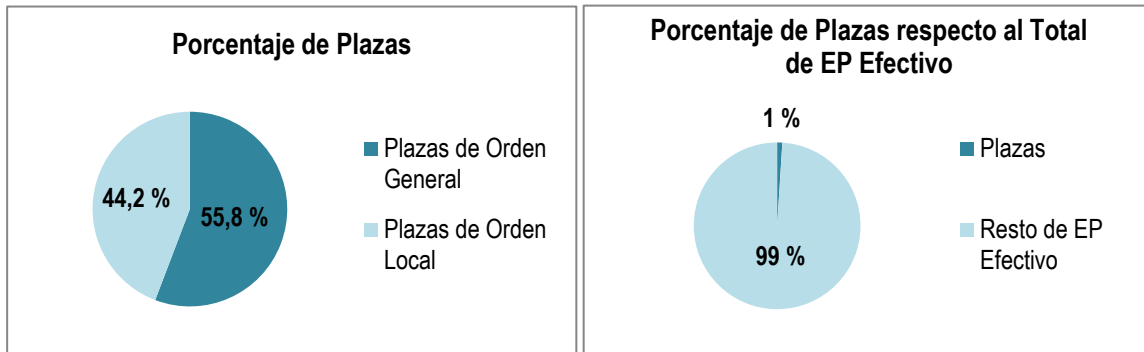 Porcentaje de Plazas
44,2 %
55,8 %
Plazas de Orden
General
Plazas de Orden
Local
Porcentaje de Plazas respecto al Total
de EP Efectivo
1 %
99 %
Plazas
Resto de EP
Efectivo